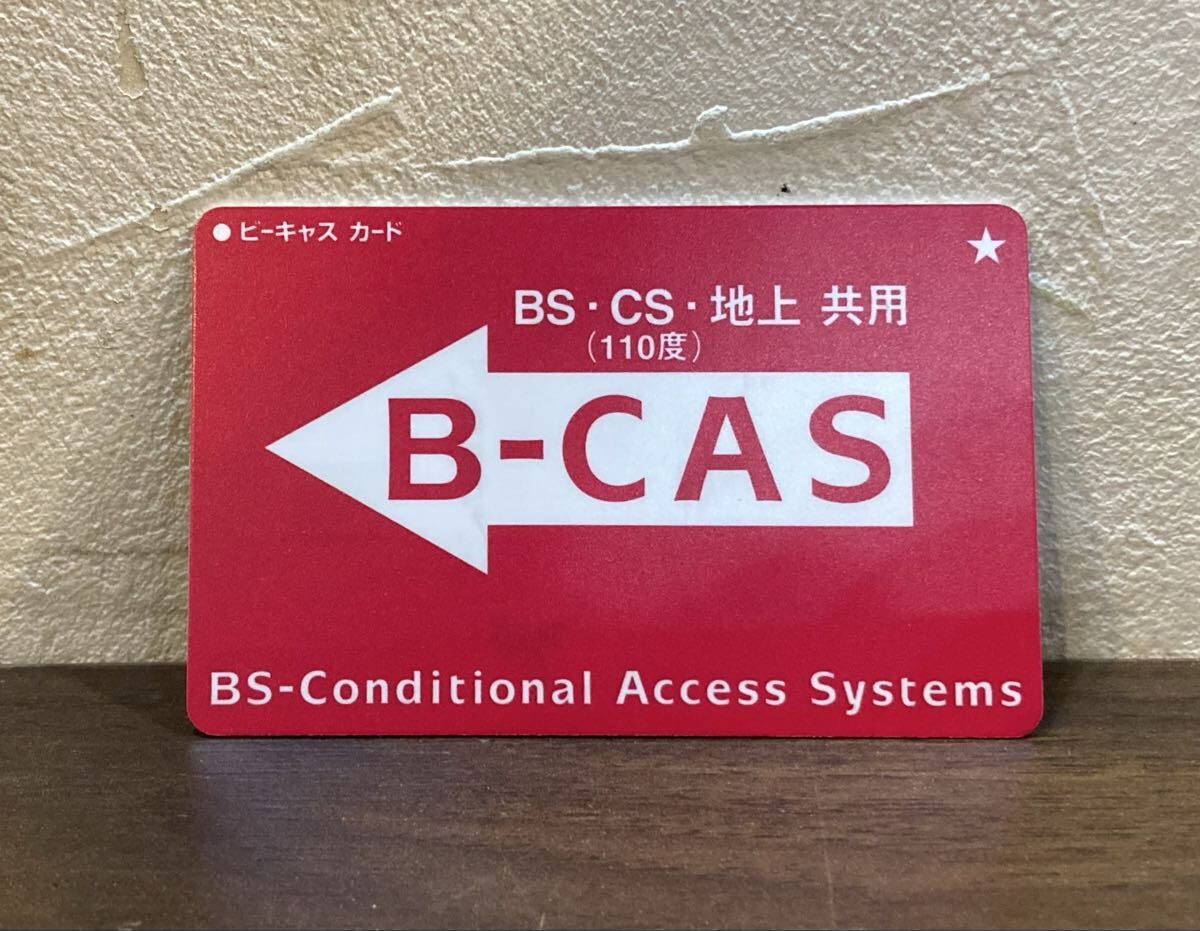 ● ビーキャス カード
★
BS・CS・地上 共用
（110度）
B-CAS
BS-Conditional Access Systems